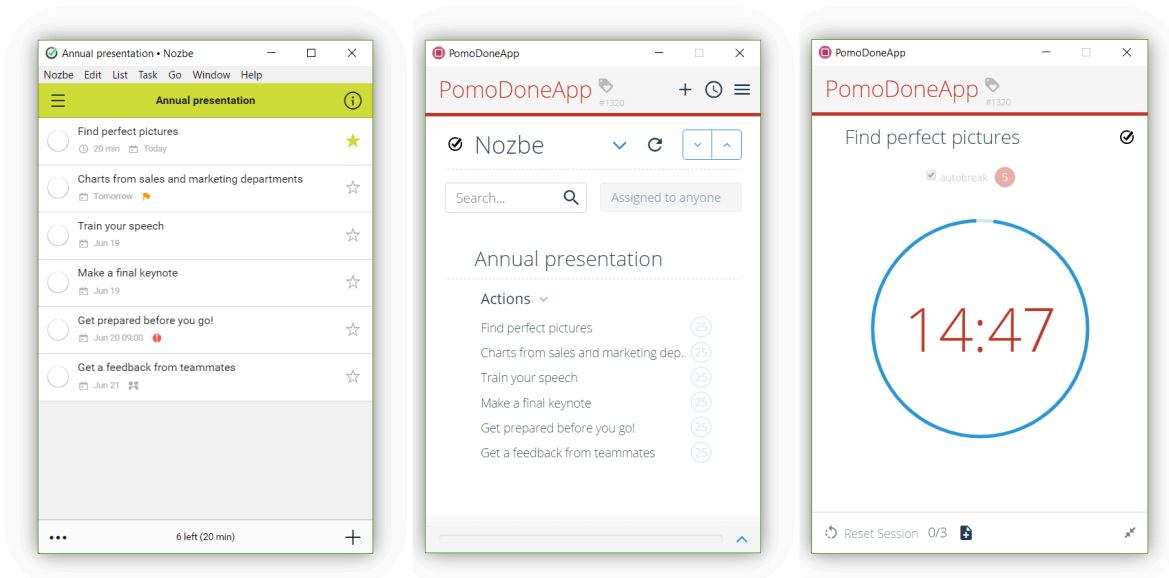 Annual presentation • Nozbe
Nozbe Edit List Task Go Window Help
Annual presentation
Find perfect pictures
20 min Today
Charts from sales and marketing departments
Tomorrow
Train your speech
Jun 19
Make a final keynote
Jun 19
Get prepared before you go!
Jun 20 09:00
Get a feedback from teammates
Jun 21
6 left (20 min)
PomoDoneApp
PomoDoneApp
#1320
Nozbe
Search...
Assigned to anyone
Annual presentation
Actions
Find perfect pictures 25
Charts from sales and marketing dep.. 25
Train your speech 25
Make a final keynote 25
Get prepared before you go! 25
Get a feedback from teammates 25
PomoDoneApp
PomoDoneApp
#1320
Find perfect pictures
autobreak 5
14:47
Reset Session 0/3